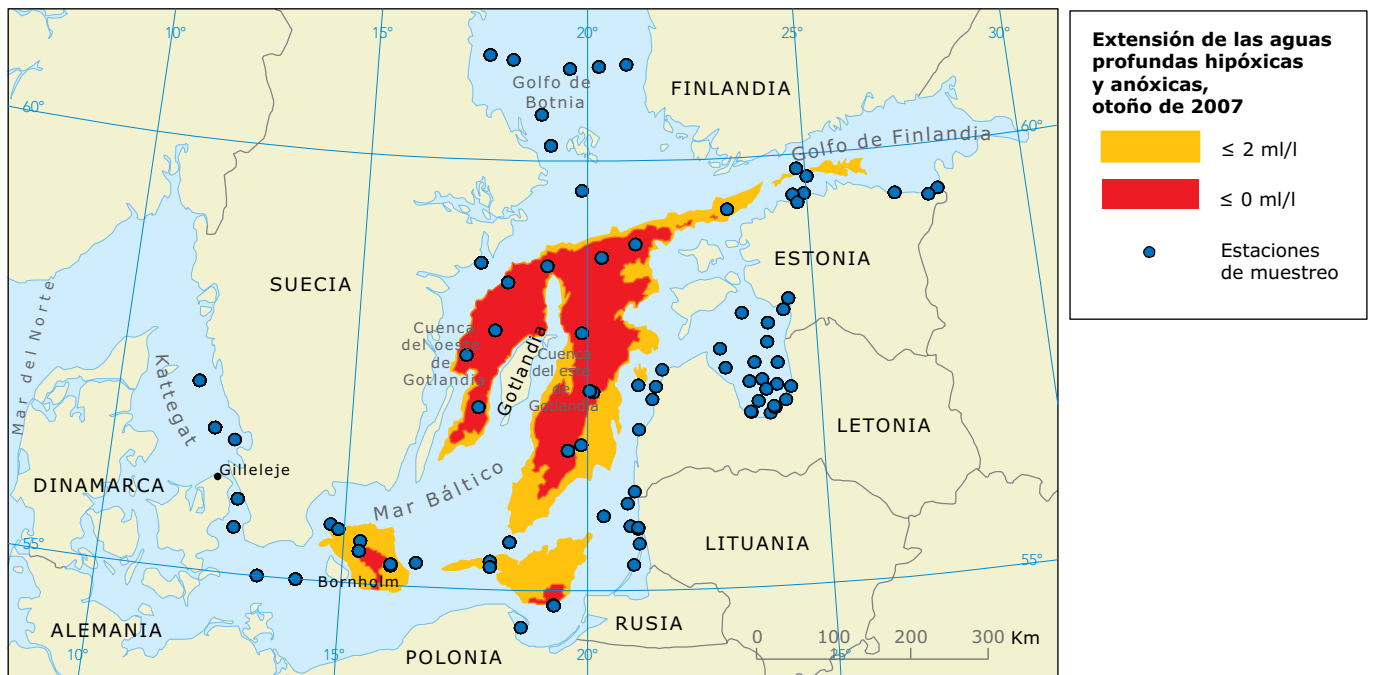 10°
15°
20°
25°
30°
60°
Golfo de
Botnia
FINLANDIA
Golfo de Finlandia
60°
SUECIA
ESTONIA
Mar del Norte
Kattegat
Cuenca
del oeste
de
Gotlandia
Gotlandia
Cuenca
del este
de
Gotlandia
LETONIA
Gilleleje
DINAMARCA
Mar Báltico
LITUANIA
55°
55°
Bornholm
ALEMANIA
RUSIA
POLONIA
0 100 200 300 Km
10°
15°
20°
25°
Extensión de las aguas
profundas hipóxicas
y anóxicas,
otoño de 2007
≤ 2 ml/l
≤ 0 ml/l
Estaciones
de muestreo